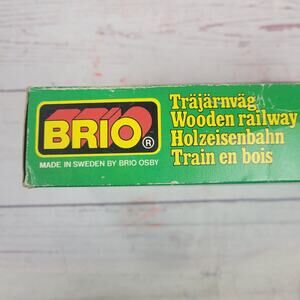 BRIO®
MADE IN SWEDEN BY BRIO OSBY
Träjärnväg
Wooden railway
Holzeisenbahn
Train en bois